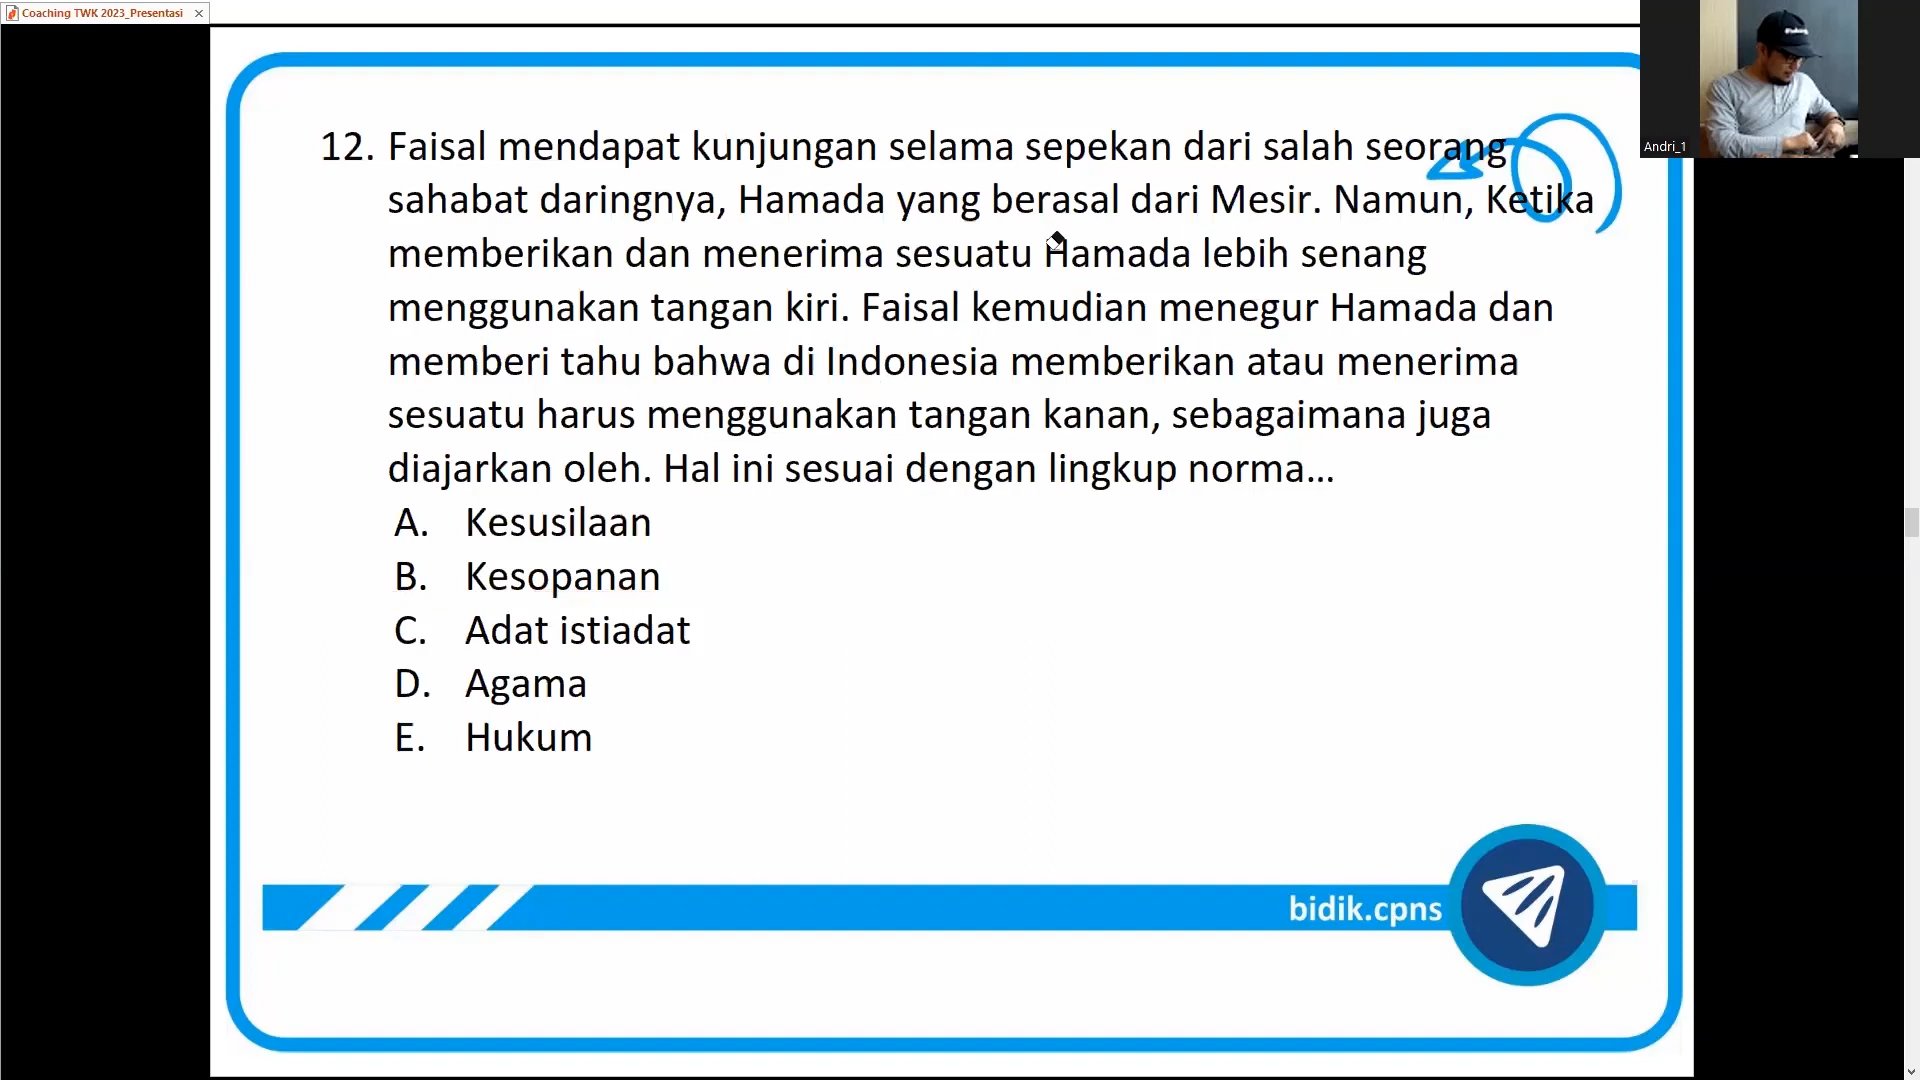 Coaching TWK 2023_Presentasi
Andri_1
12. Faisal mendapat kunjungan selama sepekan dari salah seorang
sahabat daringnya, Hamada yang berasal dari Mesir. Namun, Ketika
memberikan dan menerima sesuatu Hamada lebih senang
menggunakan tangan kiri. Faisal kemudian menegur Hamada dan
memberi tahu bahwa di Indonesia memberikan atau menerima
sesuatu harus menggunakan tangan kanan, sebagaimana juga
diajarkan oleh. Hal ini sesuai dengan lingkup norma...
A. Kesusilaan
B. Kesopanan
C. Adat istiadat
D. Agama
E. Hukum
bidik.cpns